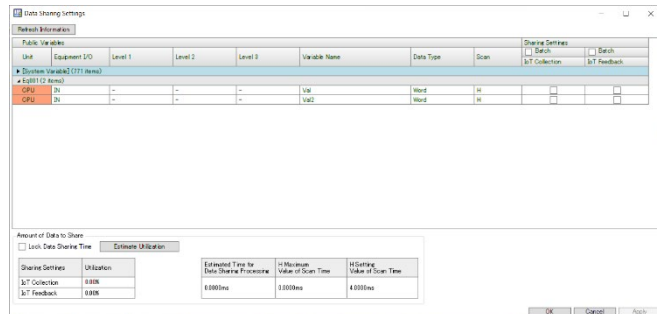 Data Sharing Settings
Refresh Information
Public Variables Sharing Settings
Unit Equipment I/O Level 1 Level 2 Level 3 Variable Name Data Type Scan Batch IoT Collection Batch IoT Feedback
[System Variable] (771 items)
Eq001 (2 items)
CPU IN - - - Val Word H
CPU IN - - - Val2 Word H
Amount of Data to Share
Lock Data Sharing Time Estimate Utilization
Sharing Settings Utilization
IoT Collection 0.00%
IoT Feedback 0.00%
Estimated Time for Data Sharing Processing H Maximum Value of Scan Time H Setting Value of Scan Time
0.0000ms 0.0000ms 4.0000ms
OK Cancel Apply